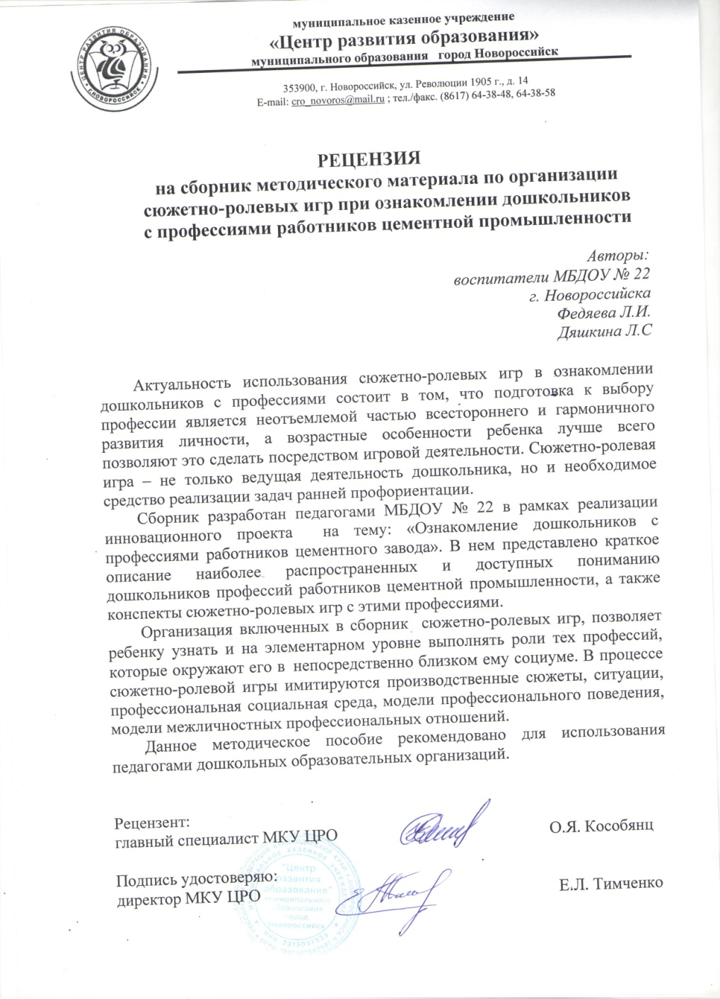 муниципальное казенное учреждение
«Центр развития образования»
муниципального образования город Новороссийск
353900, г. Новороссийск, ул. Революции 1905 г., д. 14
E-mail: cro_novoros@mail.ru ; тел./факс. (8617) 64-38-48, 64-38-58
ЦЕНТР РАЗВИТИЯ ОБРАЗОВАНИЯ
Г.НОВОРОССИЙСК
РЕЦЕНЗИЯ
на сборник методического материала по организации
сюжетно-ролевых игр при ознакомлении дошкольников
с профессиями работников цементной промышленности
Авторы:
воспитатели МБДОУ № 22
г. Новороссийска
Федяева Л.И.
Дяшкина Л.С
Актуальность использования сюжетно-ролевых игр в ознакомлении
дошкольников с профессиями состоит в том, что подготовка к выбору
профессии является неотъемлемой частью всестороннего и гармоничного
развития личности, а возрастные особенности ребенка лучше всего
позволяют это сделать посредством игровой деятельности. Сюжетно-ролевая
игра – не только ведущая деятельность дошкольника, но и необходимое
средство реализации задач ранней профориентации.
Сборник разработан педагогами МБДОУ № 22 в рамках реализации
инновационного проекта на тему: «Ознакомление дошкольников с
профессиями работников цементного завода». В нем представлено краткое
описание наиболее распространенных и доступных пониманию
дошкольников профессий работников цементной промышленности, а также
конспекты сюжетно-ролевых игр с этими профессиями.
Организация включенных в сборник сюжетно-ролевых игр, позволяет
ребенку узнать и на элементарном уровне выполнять роли тех профессий,
которые окружают его в непосредственно близком ему социуме. В процессе
сюжетно-ролевой игры имитируются производственные сюжеты, ситуации,
профессиональная социальная среда, модели профессионального поведения,
модели межличностных профессиональных отношений.
Данное методическое пособие рекомендовано для использования
педагогами дошкольных образовательных организаций.
Рецензент:
главный специалист МКУ ЦРО О.Я. Кособянц
Подпись удостоверяю:
директор МКУ ЦРО Е.Л. Тимченко
"Центр
развития
образования"
муниципального
образования
город
Новороссийск